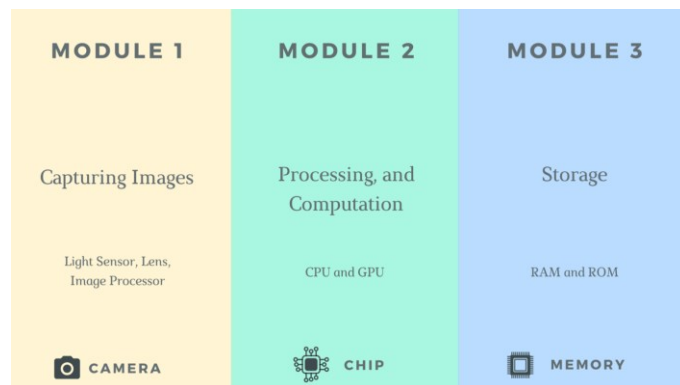 MODULE 1
Capturing Images
Light Sensor, Lens,
Image Processor
CAMERA
MODULE 2
Processing, and
Computation
CPU and GPU
CHIP
MODULE 3
Storage
RAM and ROM
MEMORY